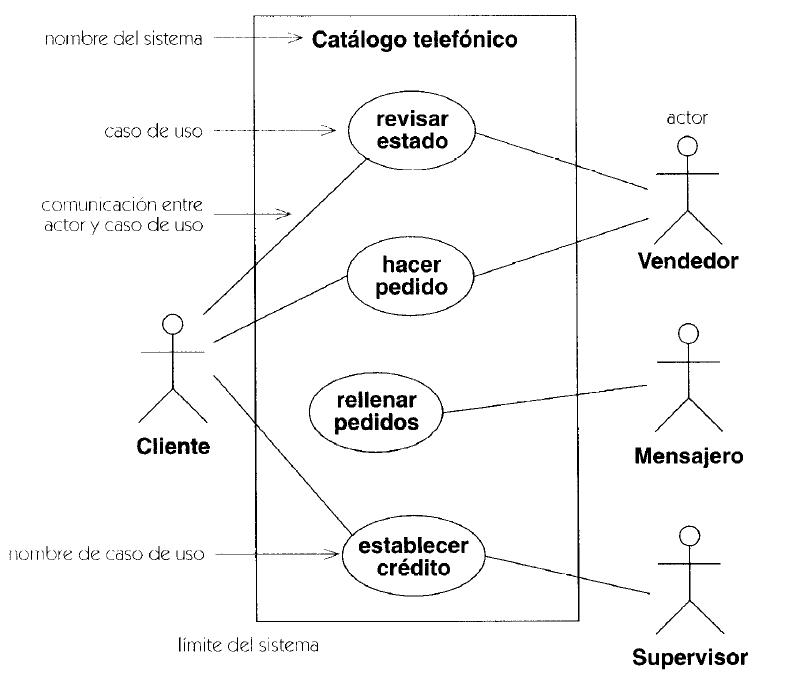 nombre del sistema
Catálogo telefónico
caso de uso
revisar
estado
actor
comunicación entre
actor y caso de uso
hacer
pedido
Vendedor
Cliente
rellenar
pedidos
Mensajero
nombre de caso de uso
establecer
crédito
límite del sistema
Supervisor